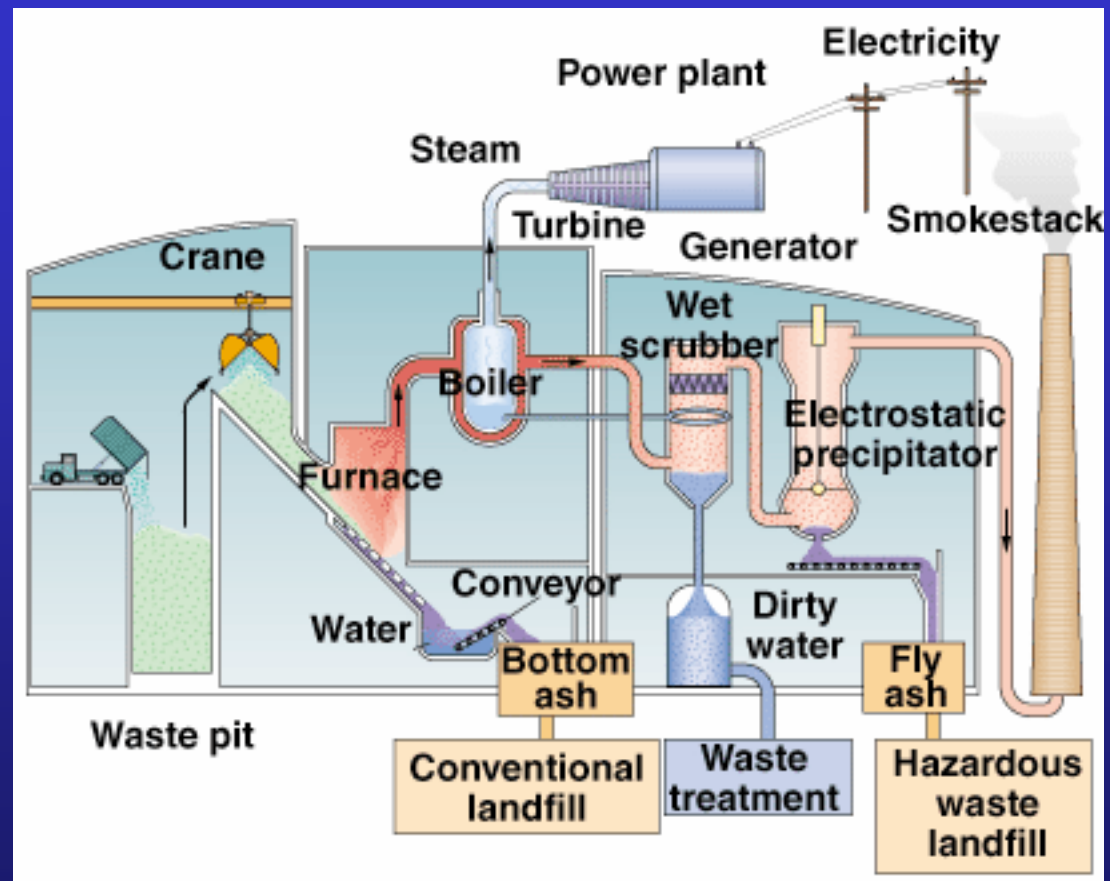 Electricity
Power plant
Steam
Turbine
Smokestack
Generator
Crane
Wet
scrubber
Boiler
Electrostatic
precipitator
Furnace
Conveyor
Water
Dirty
water
Bottom
ash
Fly
ash
Waste pit
Conventional
landfill
Waste
treatment
Hazardous
waste
landfill